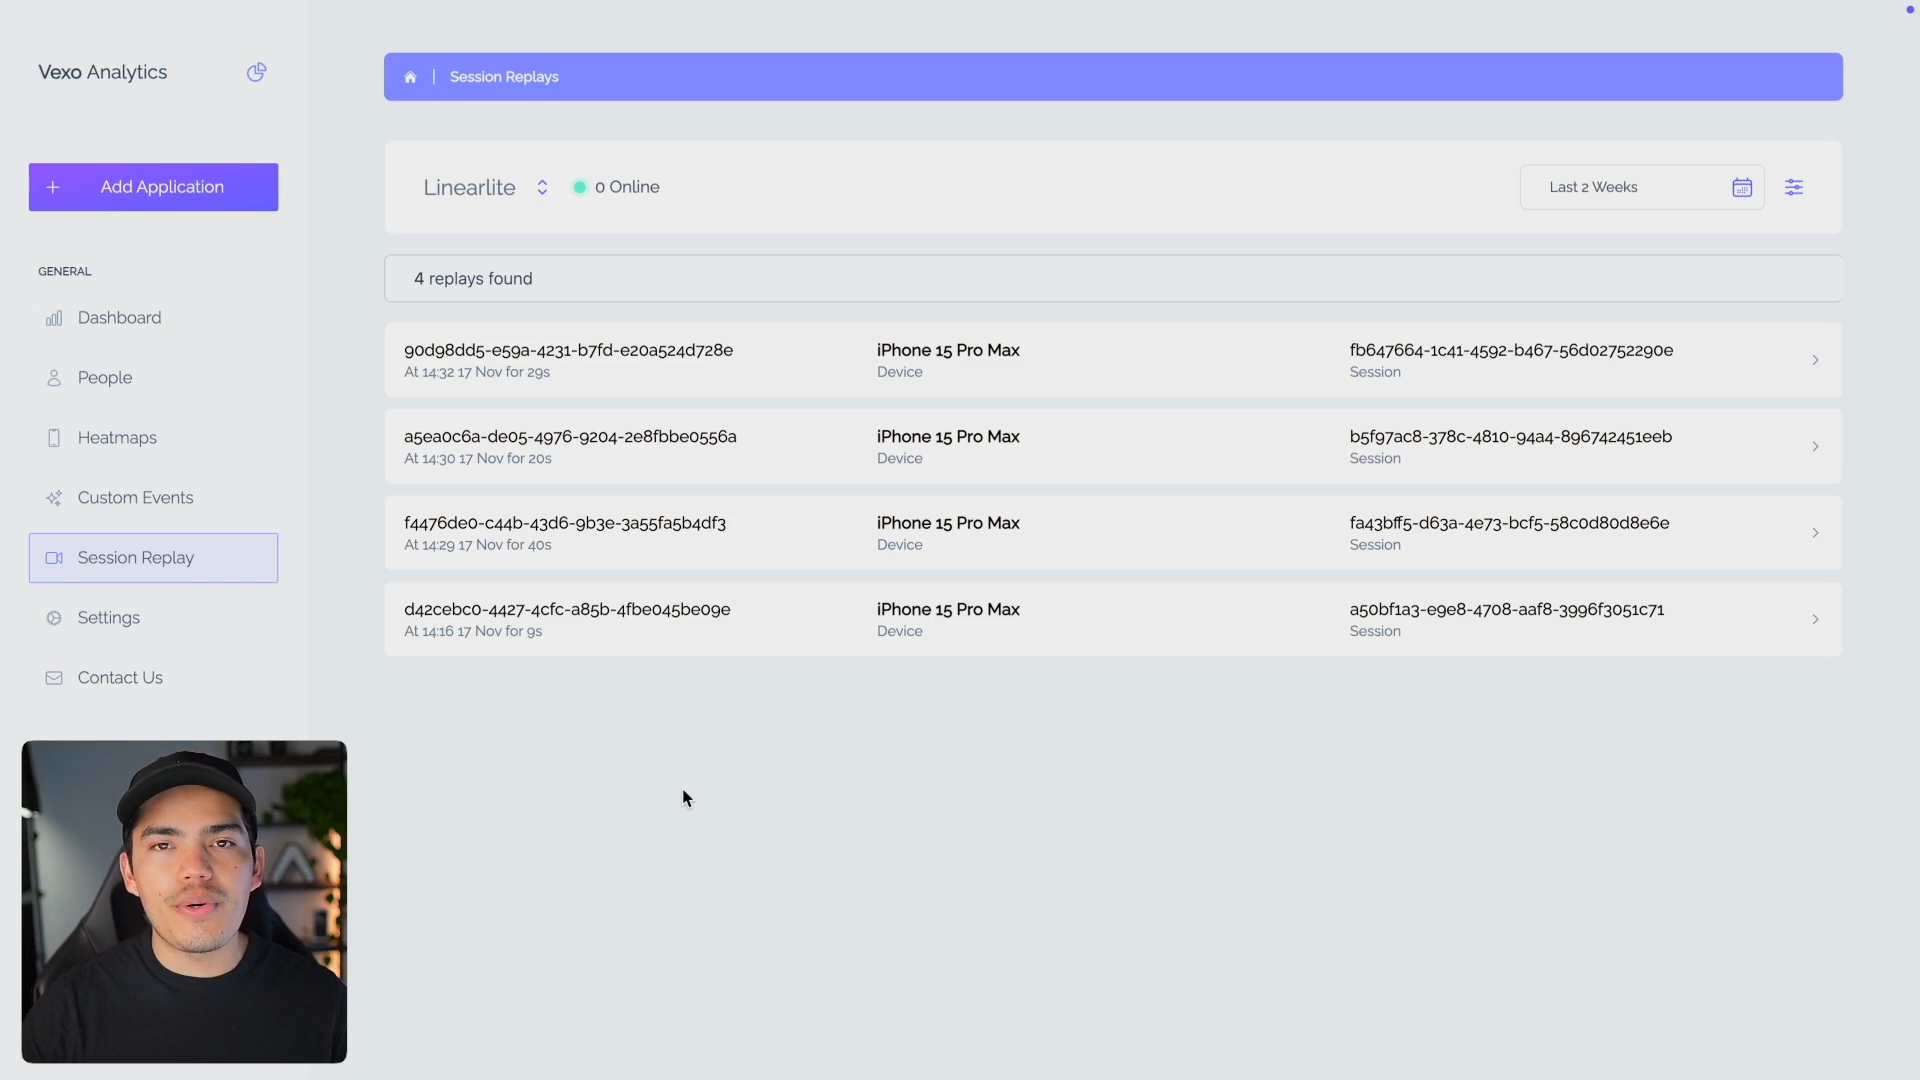 Vexo Analytics
Add Application
GENERAL
Dashboard
People
Heatmaps
Custom Events
Session Replay
Settings
Contact Us
Session Replays
Linearlite
0 Online
Last 2 Weeks
4 replays found
90d98dd5-e59a-4231-b7fd-e20a524d728e
At 14:32 17 Nov for 29s
iPhone 15 Pro Max
Device
fb647664-1c41-4592-b467-56d02752290e
Session
a5ea0c6a-de05-4976-9204-2e8fbbe0556a
At 14:30 17 Nov for 20s
iPhone 15 Pro Max
Device
b5f97ac8-378c-4810-94a4-896742451eeb
Session
f4476de0-c44b-43d6-9b3e-3a55fa5b4df3
At 14:29 17 Nov for 40s
iPhone 15 Pro Max
Device
fa43bff5-d63a-4e73-bcf5-58c0d80d8e6e
Session
d42cebc0-4427-4cfc-a85b-4fbe045be09e
At 14:16 17 Nov for 9s
iPhone 15 Pro Max
Device
a50bf1a3-e9e8-4708-aaf8-3996f3051c71
Session